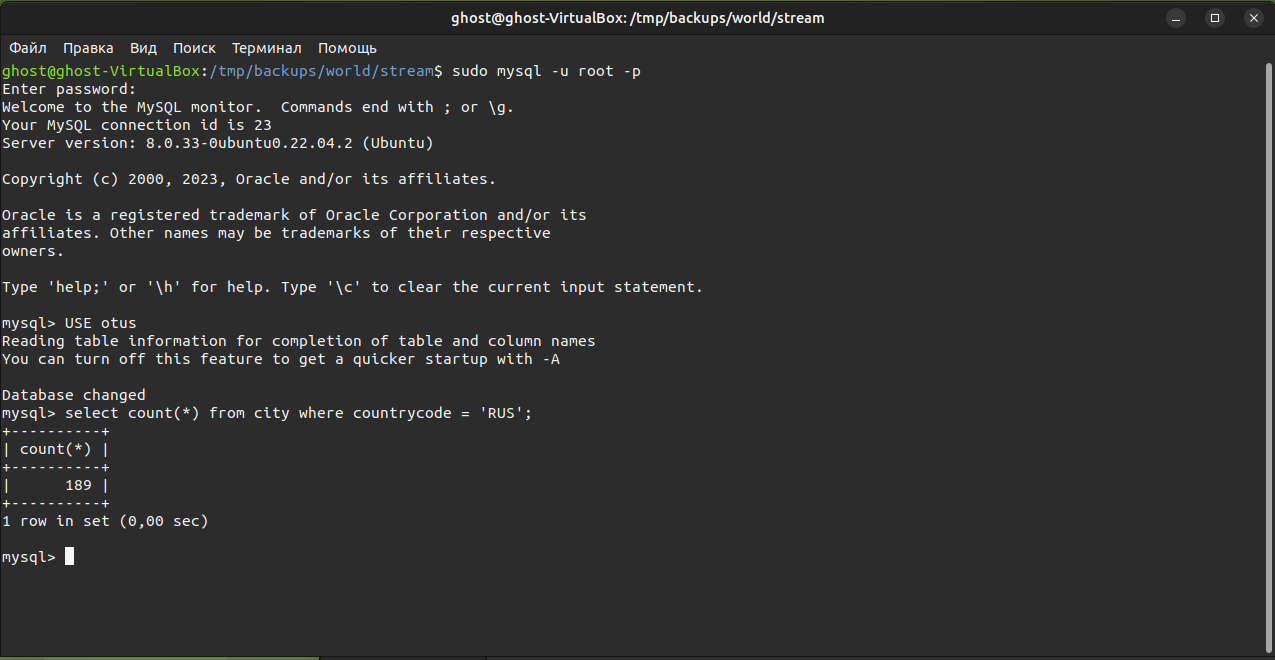 ghost@ghost-VirtualBox: /tmp/backups/world/stream
Файл Правка Вид Поиск Терминал Помощь
ghost@ghost-VirtualBox:/tmp/backups/world/stream$ sudo mysql -u root -p
Enter password:
Welcome to the MySQL monitor.  Commands end with ; or \g.
Your MySQL connection id is 23
Server version: 8.0.33-0ubuntu0.22.04.2 (Ubuntu)
Copyright (c) 2000, 2023, Oracle and/or its affiliates.
Oracle is a registered trademark of Oracle Corporation and/or its
affiliates. Other names may be trademarks of their respective
owners.
Type 'help;' or '\h' for help. Type '\c' to clear the current input statement.
mysql> USE otus
Reading table information for completion of table and column names
You can turn off this feature to get a quicker startup with -A
Database changed
mysql> select count(*) from city where countrycode = 'RUS';
+----------+
| count(*) |
+----------+
|      189 |
+----------+
1 row in set (0,00 sec)
mysql>